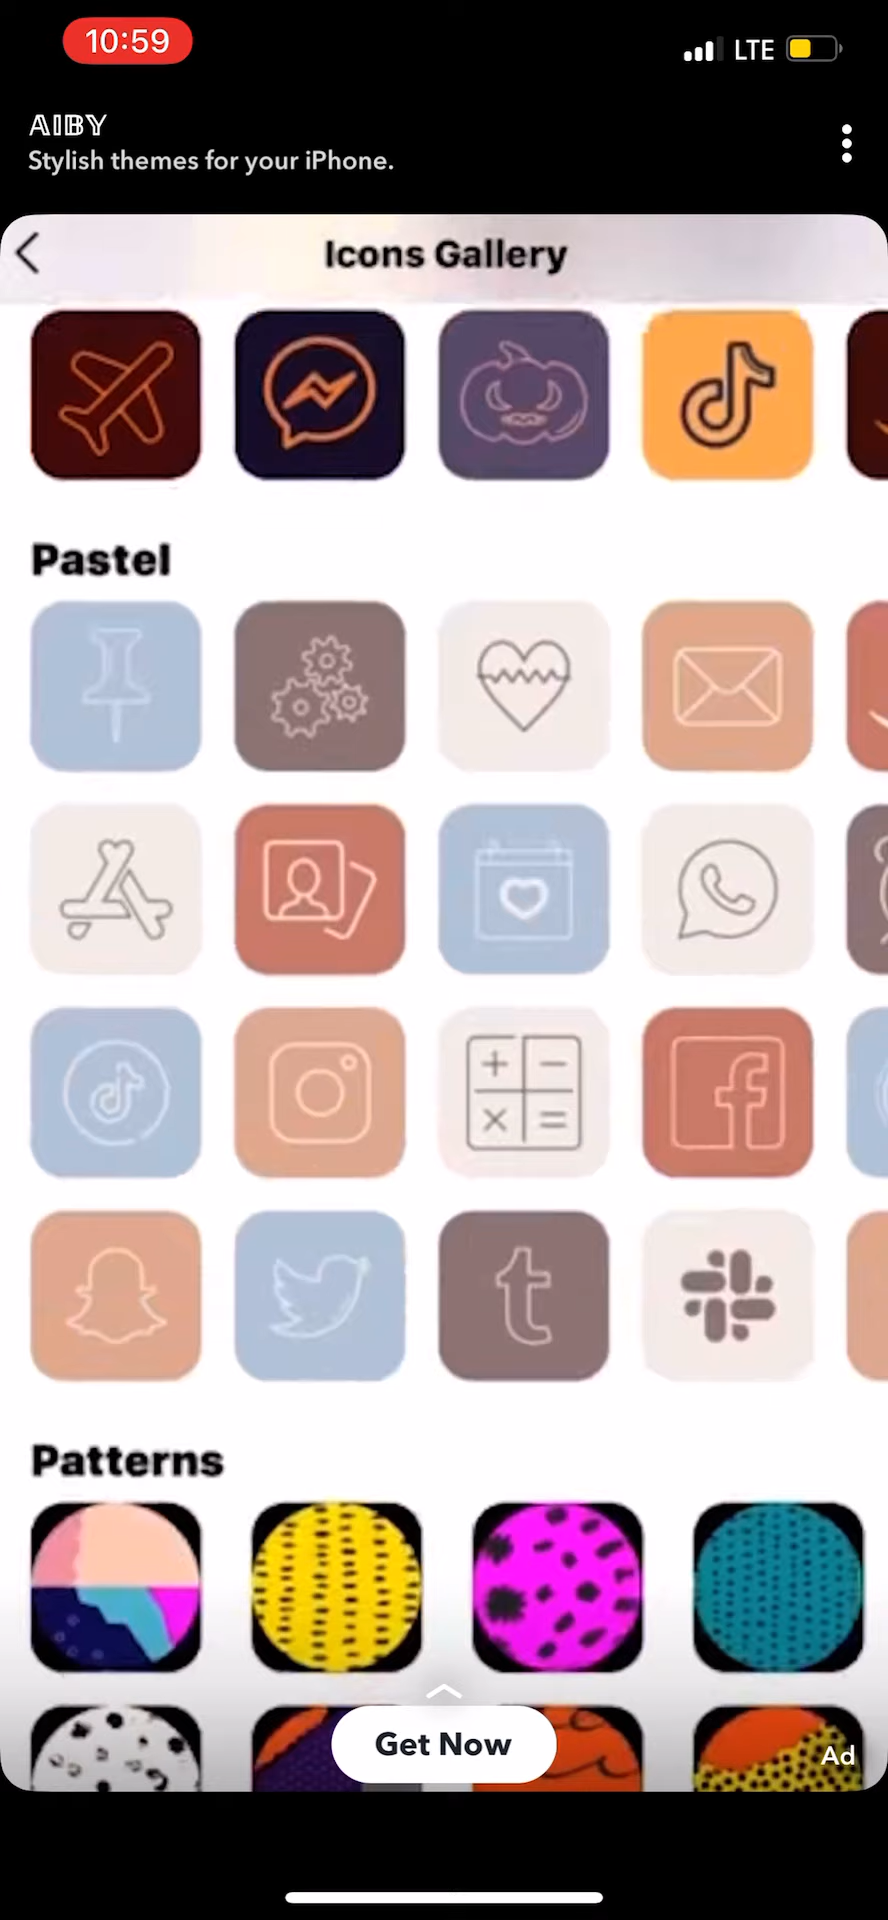 10:59
LTE
AIBY
Stylish themes for your iPhone.
Icons Gallery
Pastel
Patterns
Get Now
Ad